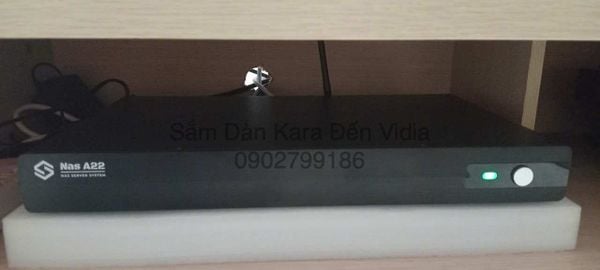 Sắm Dàn Kara Đến Vidia
0902799186
Nas A22
NAS SERVER SYSTEM